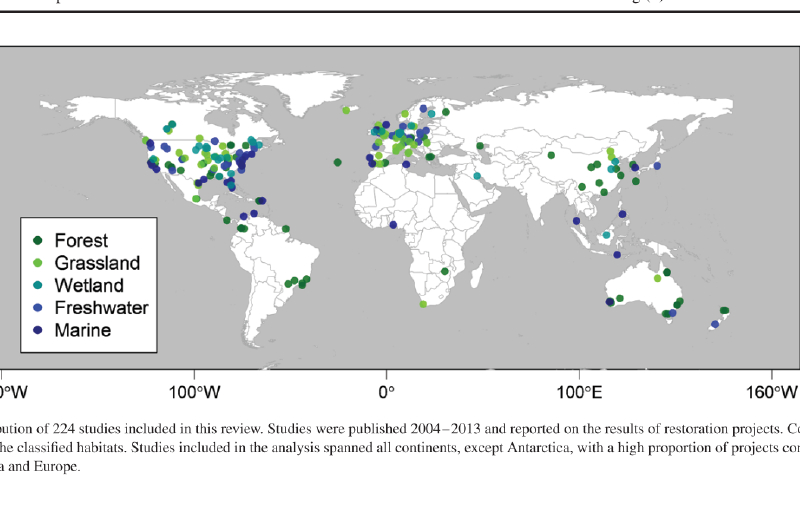 Forest
Grassland
Wetland
Freshwater
Marine
0°W 100°W 0° 100°E 160°W
bution of 224 studies included in this review. Studies were published 2004–2013 and reported on the results of restoration projects. C
he classified habitats. Studies included in the analysis spanned all continents, except Antarctica, with a high proportion of projects co
a and Europe.